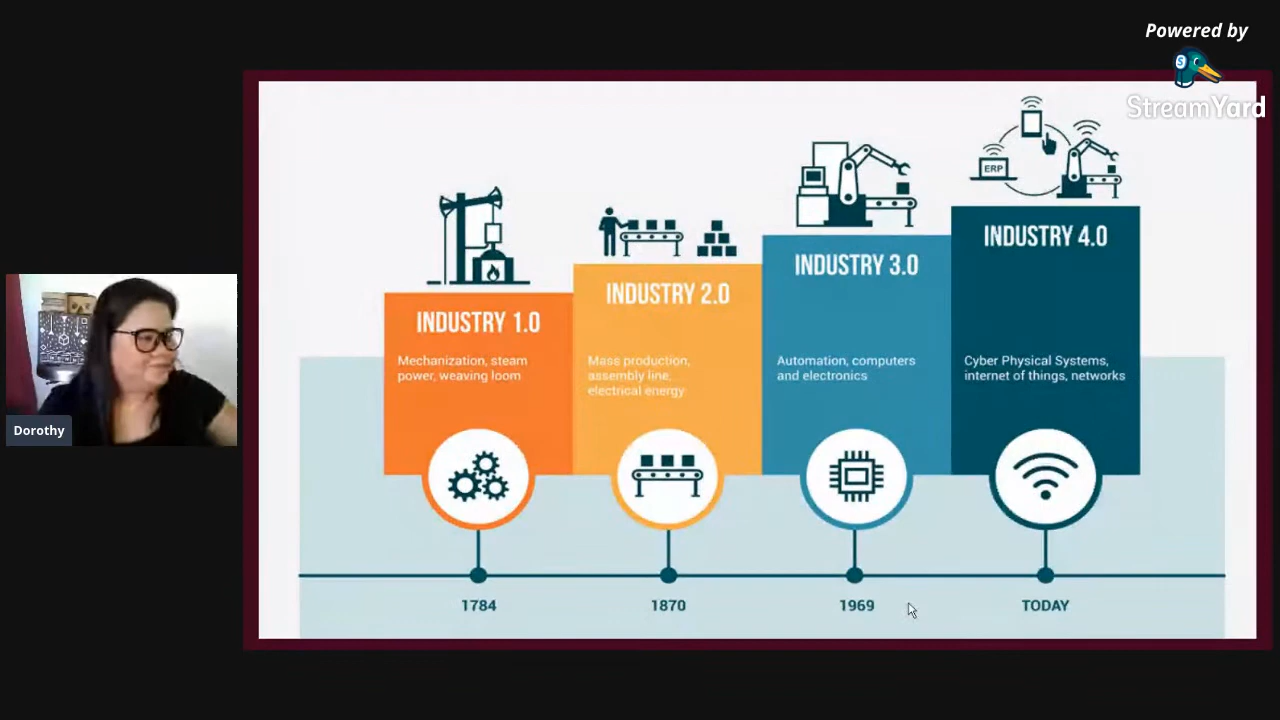 Powered by
StreamYard
ERP
INDUSTRY 4.0
INDUSTRY 3.0
INDUSTRY 2.0
INDUSTRY 1.0
Mechanization, steam
power, weaving loom
Mass production,
assembly line,
electrical energy
Automation, computers
and electronics
Cyber Physical Systems,
internet of things, networks
Dorothy
1784
1870
1969
TODAY